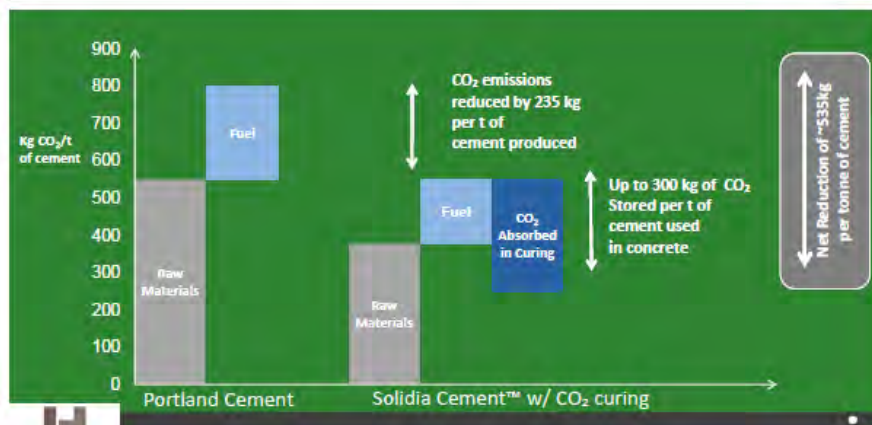 900
800
700
600
500
400
300
200
100
0
Kg CO₂/t
of cement
Raw
Materials
Fuel
Portland Cement
CO₂ emissions
reduced by 235 kg
per t of
cement produced
Raw
Materials
Fuel
CO₂
Absorbed
in Curing
Solidia Cement™ w/ CO₂ curing
Up to 300 kg of CO₂
Stored per t of
cement used
in concrete
Net Reduction of ~535kg
per tonne of cement